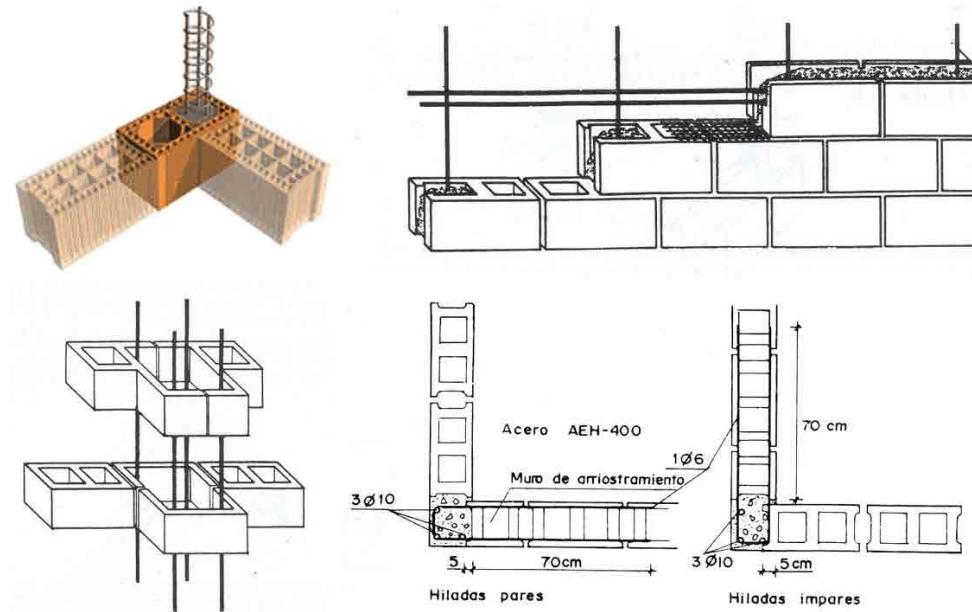 Acero AEH-400
1Ø6
Muro de arriostramiento
3Ø10
5
70cm
Hiladas pares
70 cm
3Ø10
5cm
Hiladas impares